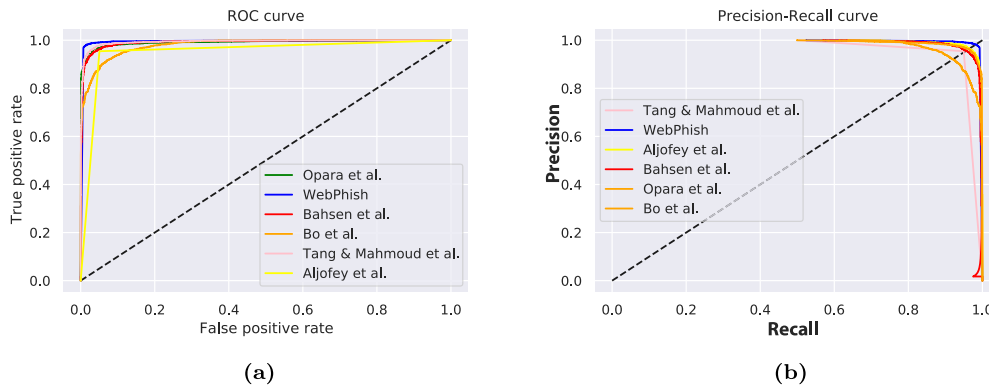 ROC curve
1.0
0.8
0.6
0.4
0.2
0.0
True positive rate
Opara et al.
WebPhish
Bahsen et al.
Bo et al.
Tang & Mahmoud et al.
Aljofey et al.
0.0 0.2 0.4 0.6 0.8 1.0
False positive rate
(a)
Precision-Recall curve
1.0
0.8
0.6
0.4
0.2
0.0
Precision
Tang & Mahmoud et al.
WebPhish
Aljofey et al.
Bahsen et al.
Opara et al.
Bo et al.
0.0 0.2 0.4 0.6 0.8 1.0
Recall
(b)